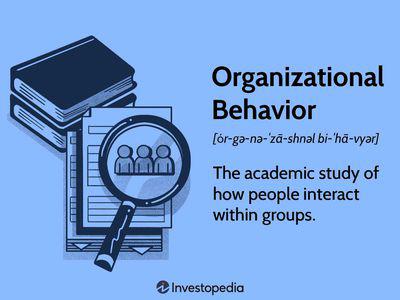 Organizational
Behavior
[ȯr-gə-nə-ˈzā-shnəl bi-ˈhā-vyər]
The academic study of
how people interact
within groups.
Investopedia